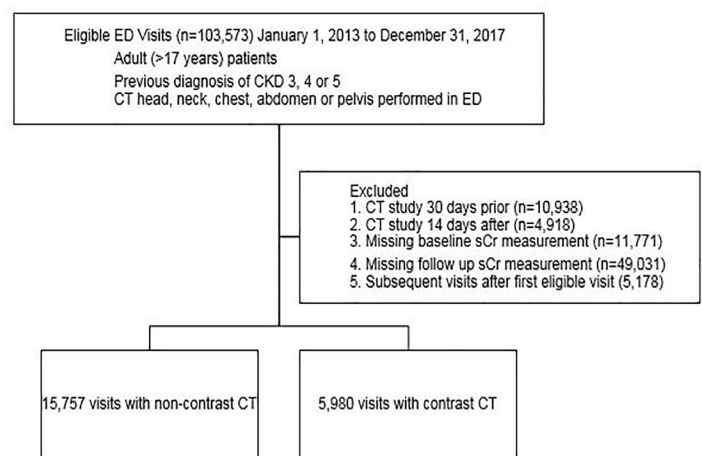 Eligible ED Visits (n=103,573) January 1, 2013 to December 31, 2017
Adult (>17 years) patients
Previous diagnosis of CKD 3, 4 or 5
CT head, neck, chest, abdomen or pelvis performed in ED
Excluded
1. CT study 30 days prior (n=10,938)
2. CT study 14 days after (n=4,918)
3. Missing baseline sCr measurement (n=11,771)
4. Missing follow up sCr measurement (n=49,031)
5. Subsequent visits after first eligible visit (5,178)
15,757 visits with non-contrast CT
5,980 visits with contrast CT